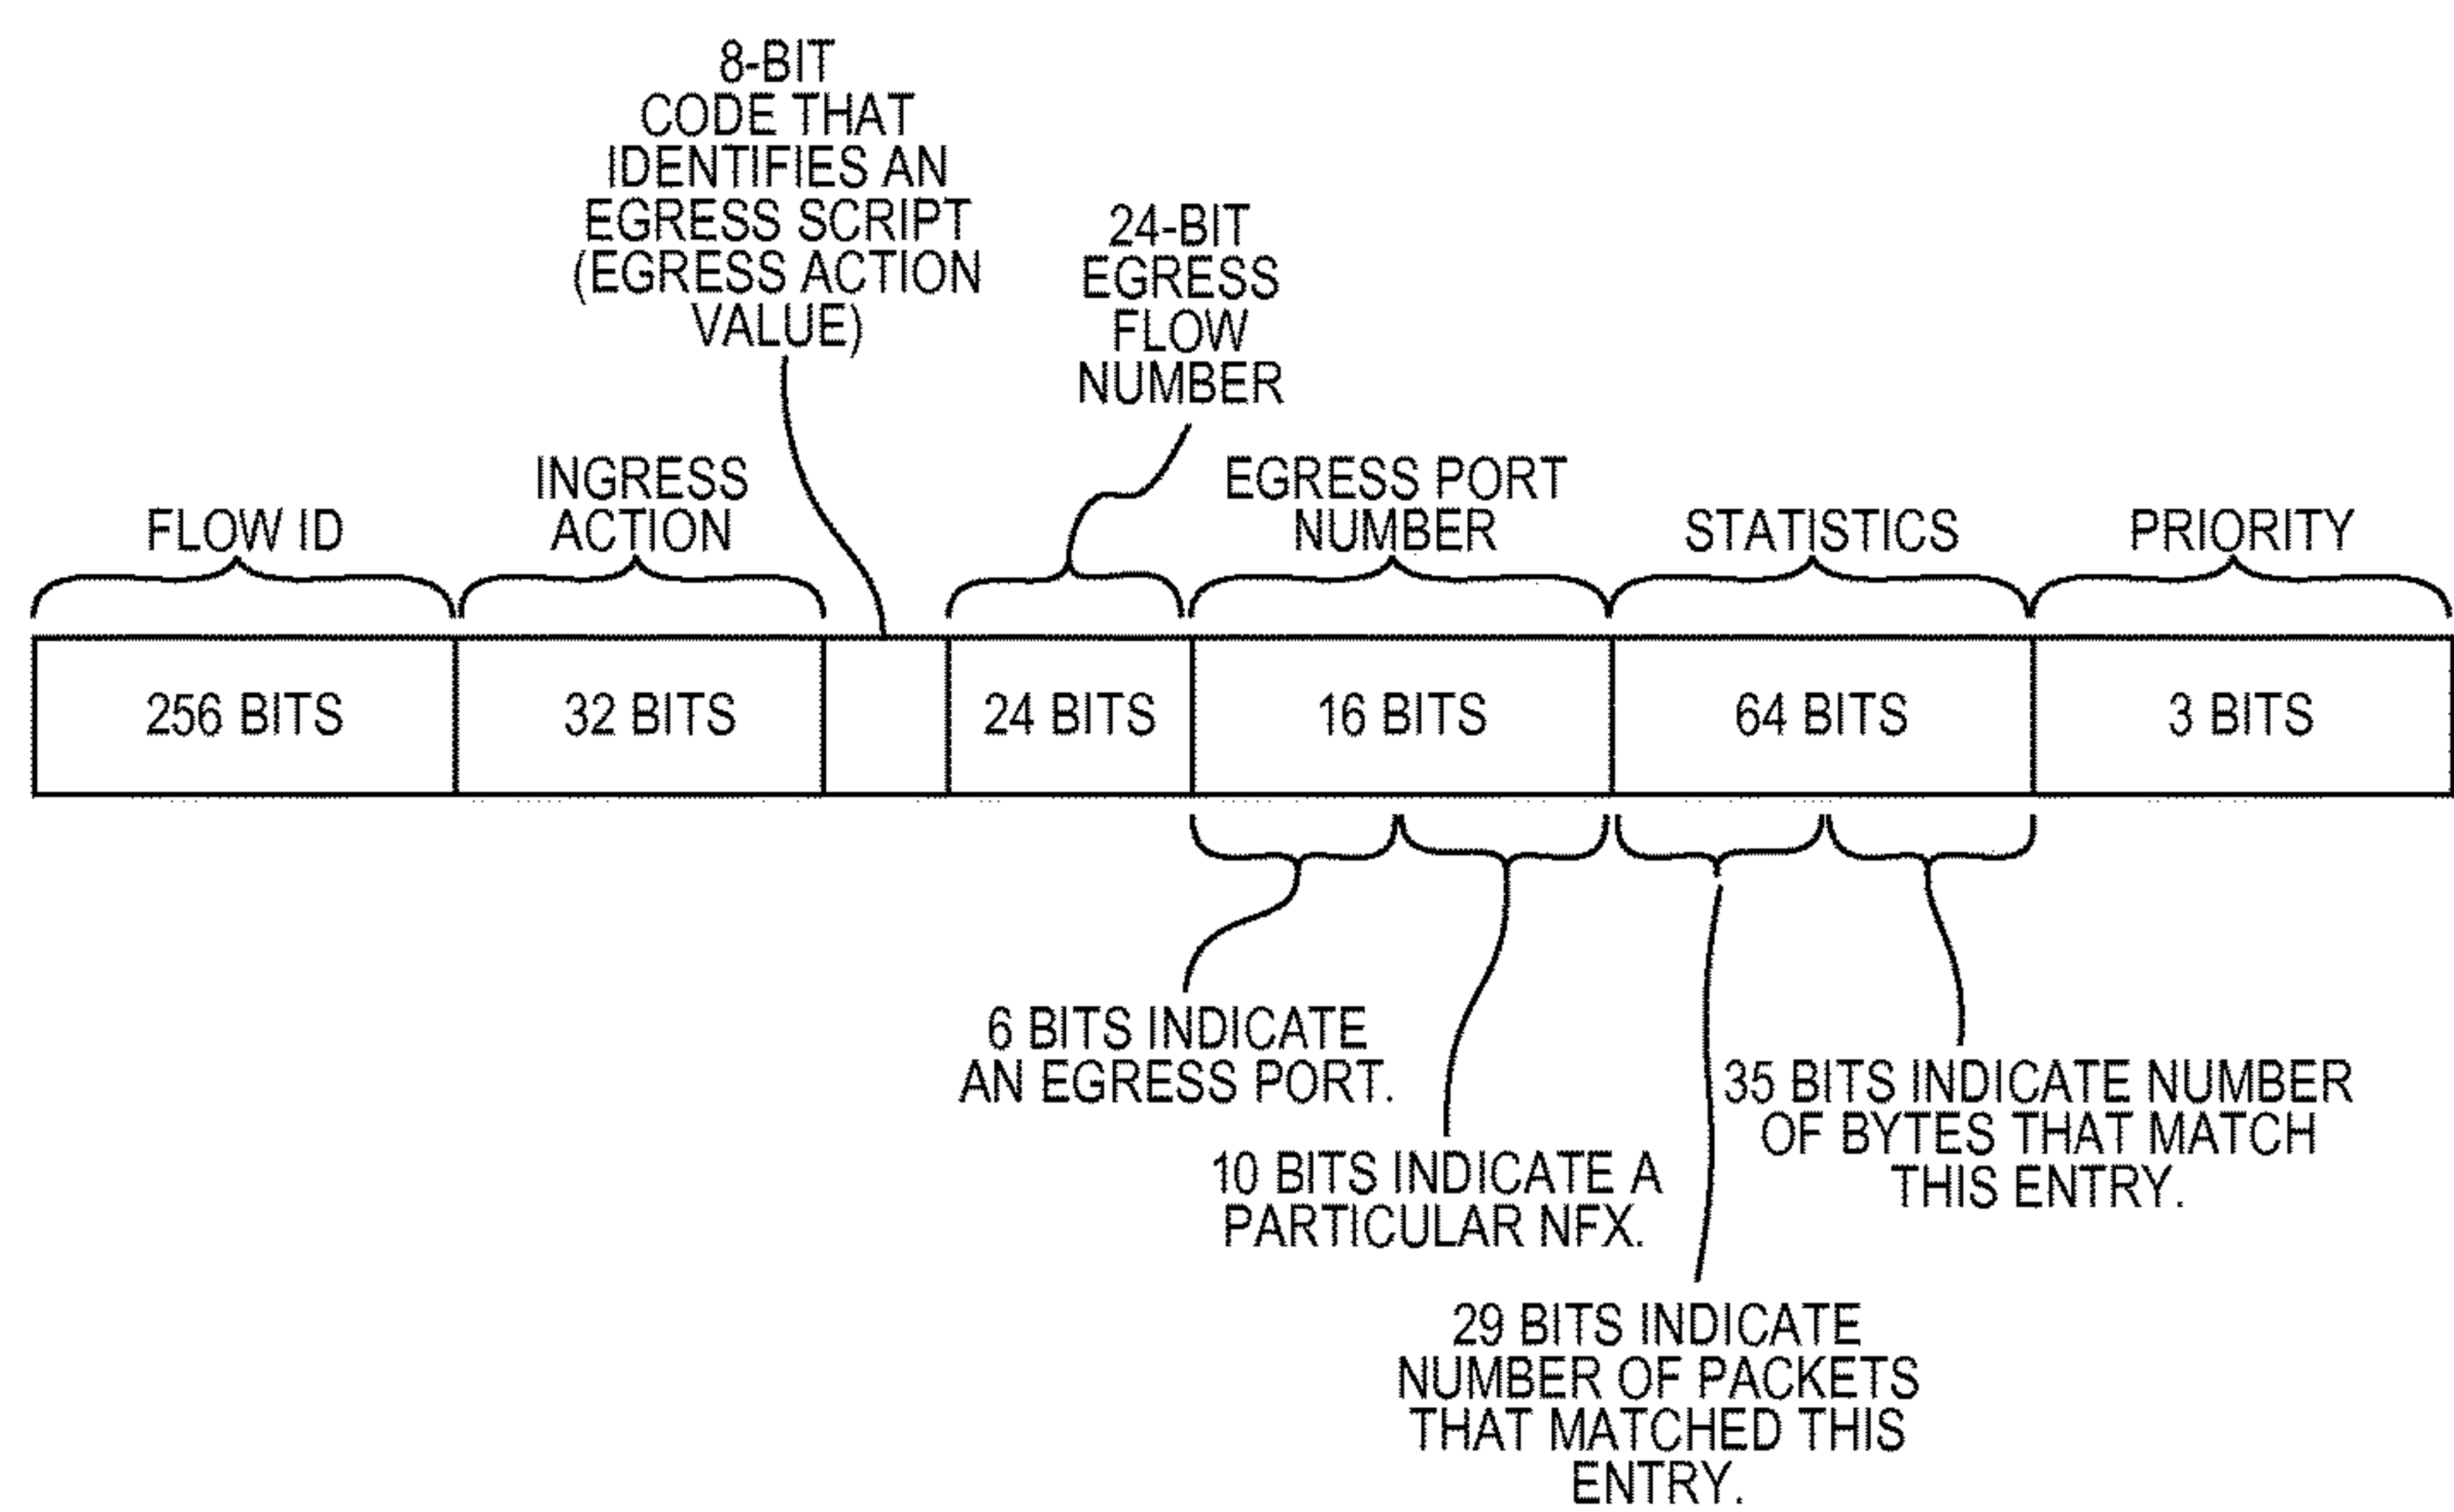 8-BIT
CODE THAT
IDENTIFIES AN
EGRESS SCRIPT
(EGRESS ACTION
VALUE)
24-BIT
EGRESS
FLOW
NUMBER
FLOW ID
INGRESS
ACTION
EGRESS PORT
NUMBER
STATISTICS
PRIORITY
256 BITS
32 BITS
24 BITS
16 BITS
64 BITS
3 BITS
6 BITS INDICATE
AN EGRESS PORT.
10 BITS INDICATE A
PARTICULAR NFX.
29 BITS INDICATE
NUMBER OF PACKETS
THAT MATCHED THIS
ENTRY.
35 BITS INDICATE NUMBER
OF BYTES THAT MATCH
THIS ENTRY.